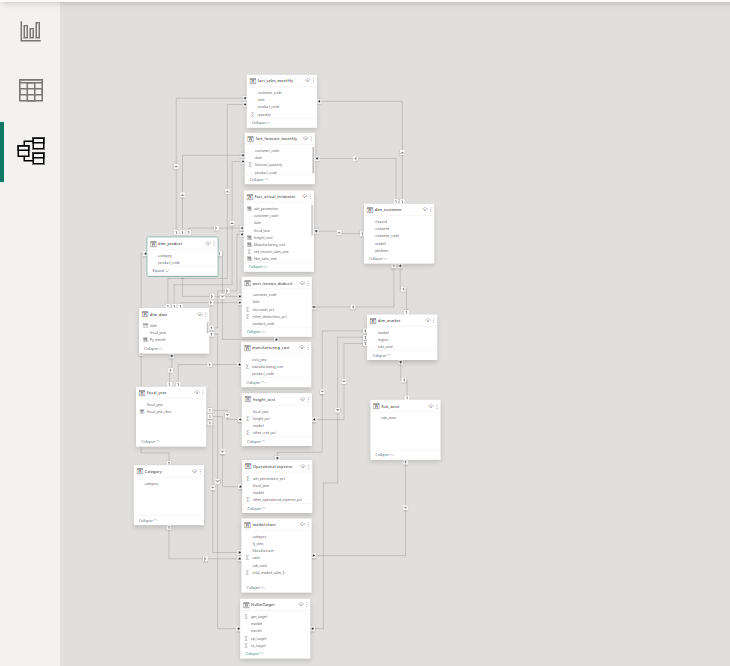 fact_sales_monthly
customer_code
date
product_code
quantity
Collapse
fact_forecast_monthly
customer_code
date
forecast_quantity
product_code
Collapse
fact_actual_estimates
ads_promotion
customer_code
date
fiscal_year
freight_cost
Manufacturing_cost
net_invoice_sales_amt
Collapse
dim_customer
channel
customer
customer_code
market
platform
Collapse
dim_product
category
product_code
Expand
post_invoice_deducti...
customer_code
date
discounts_pct
other_deductions_pct
product_code
Collapse
dim_date
date
fiscal_year
Fy_month
Collapse
dim_market
market
region
sub_zone
Collapse
manufacturing_cost
cost_year
manufacturing_cost
product_code
Collapse
fiscal_year
fiscal_year
fiscal_year_desc
Collapse
freight_cost
fiscal_year
freight_pct
market
other_cost_pct
Collapse
Sub_zone
sub_zone
Collapse
Category
category
Collapse
Operational expense
ads_promotions_pct
fiscal_year
market
other_operational_expense_pct
Collapse
marketshare
category
fy_desc
Manufacturer
sales
sub_zone
total_market_sales_$
Collapse
NsGmTarget
gm_target
market
month
np_target
ns_target
Collapse